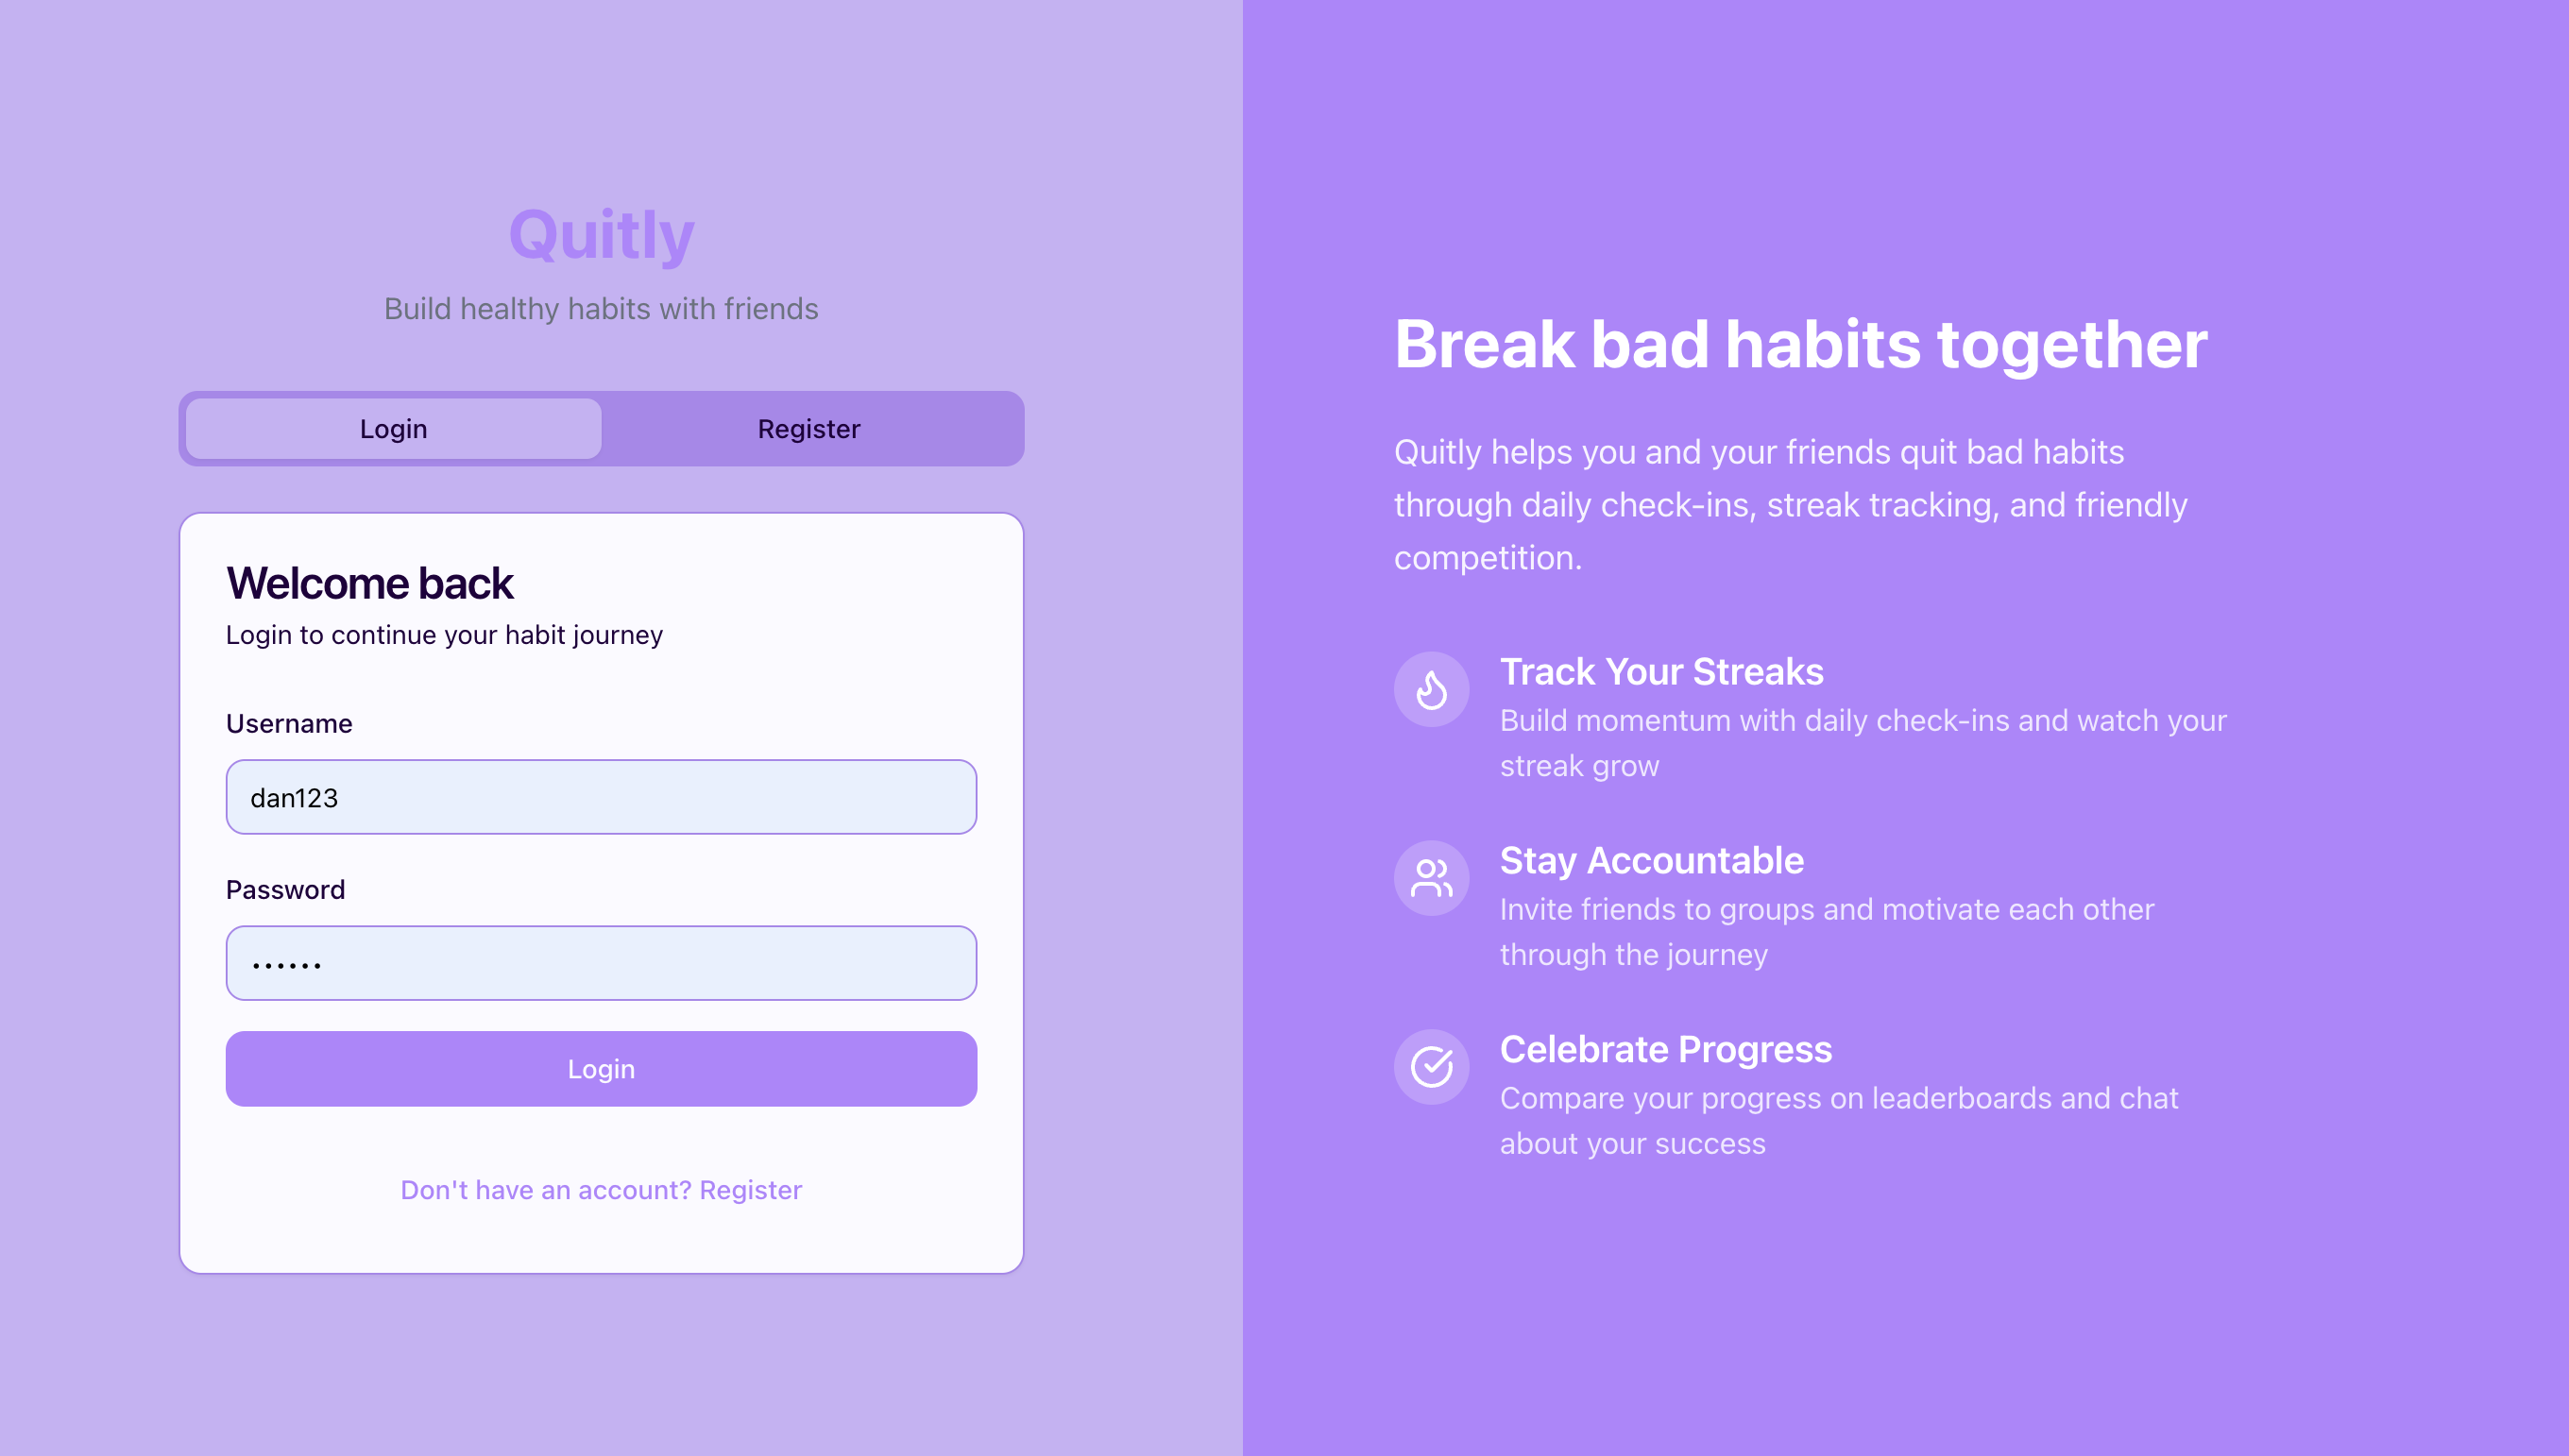 Quitly
Build healthy habits with friends
Login
Register
Welcome back
Login to continue your habit journey
Username
dan123
Password
••••••
Login
Don't have an account? Register
Break bad habits together
Quitly helps you and your friends quit bad habits
through daily check-ins, streak tracking, and friendly
competition.
Track Your Streaks
Build momentum with daily check-ins and watch your
streak grow
Stay Accountable
Invite friends to groups and motivate each other
through the journey
Celebrate Progress
Compare your progress on leaderboards and chat
about your success